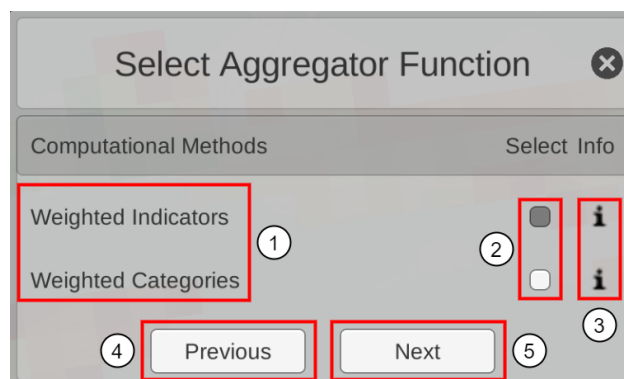 Select Aggregator Function
Computational Methods Select Info
Weighted Indicators
1
2
Weighted Categories
3
4 Previous Next 5